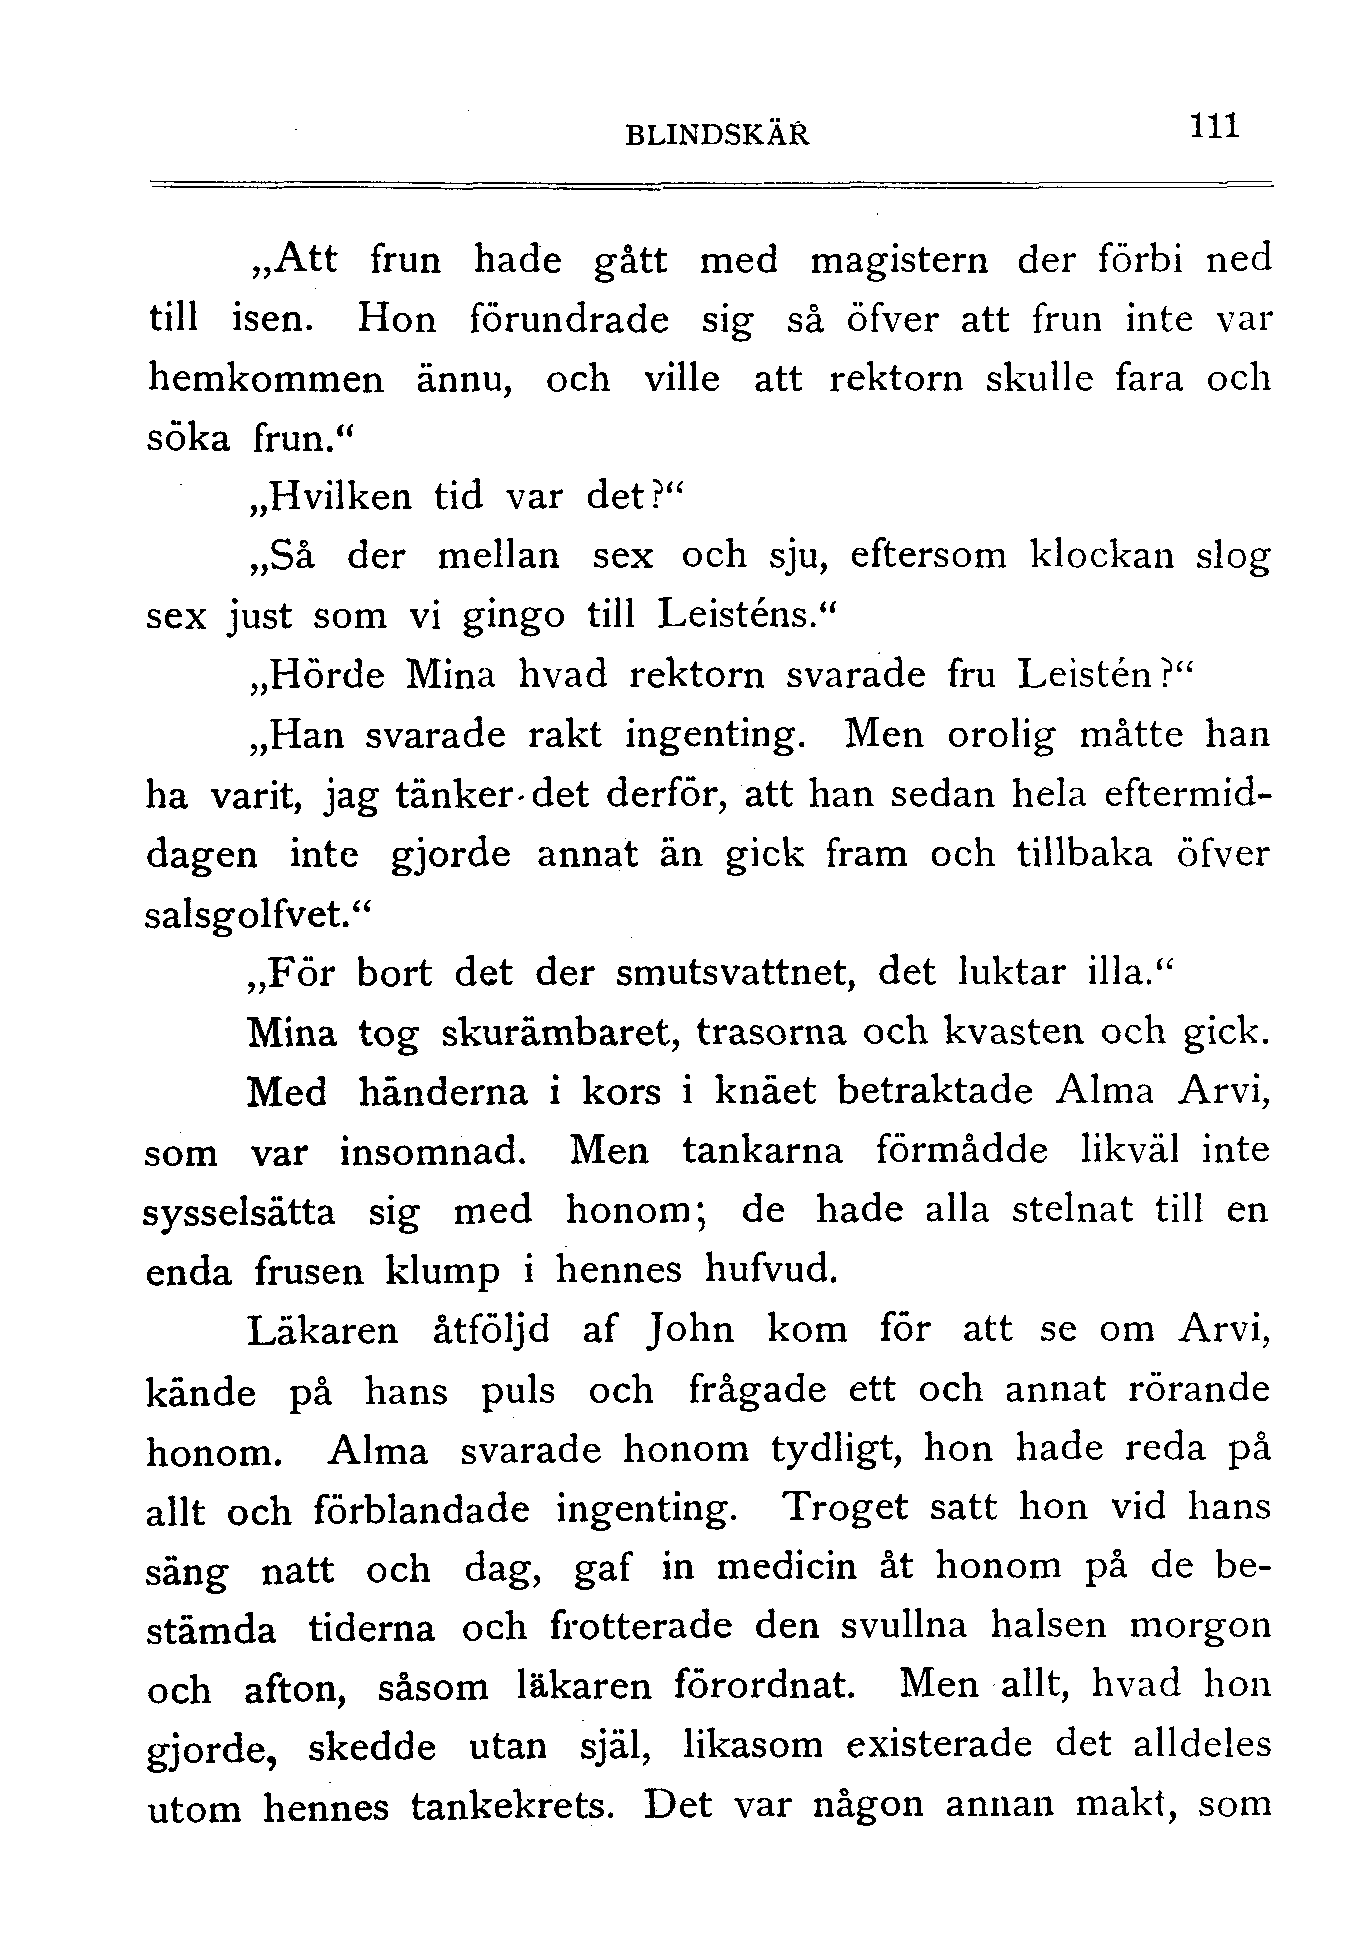 BLINDSKÄR 111
„Att frun hade gått med magistern der förbi ned
till isen. Hon förundrade sig så öfver att frun inte var
hemkommen ännu, och ville att rektorn skulle fara och
söka frun.“
„Hvilken tid var det?“
„Så der mellan sex och sju, eftersom klockan slog
sex just som vi gingo till Leisténs.“
„Hörde Mina hvad rektorn svarade fru Leistén?“
„Han svarade rakt ingenting. Men orolig måtte han
ha varit, jag tänker det derför, att han sedan hela eftermid-
dagen inte gjorde annat än gick fram och tillbaka öfver
salsgolfvet.“
„För bort det der smutsvattnet, det luktar illa.“
Mina tog skurämbaret, trasorna och kvasten och gick.
Med händerna i kors i knäet betraktade Alma Arvi,
som var insomnad. Men tankarna förmådde likväl inte
sysselsätta sig med honom; de hade alla stelnat till en
enda frusen klump i hennes hufvud.
Läkaren åtföljd af John kom för att se om Arvi,
kände på hans puls och frågade ett och annat rörande
honom. Alma svarade honom tydligt, hon hade reda på
allt och förblandade ingenting. Troget satt hon vid hans
säng natt och dag, gaf in medicin åt honom på de be-
stämda tiderna och frotterade den svullna halsen morgon
och afton, såsom läkaren förordnat. Men allt, hvad hon
gjorde, skedde utan själ, likasom existerade det alldeles
utom hennes tankekrets. Det var någon annan makt, som